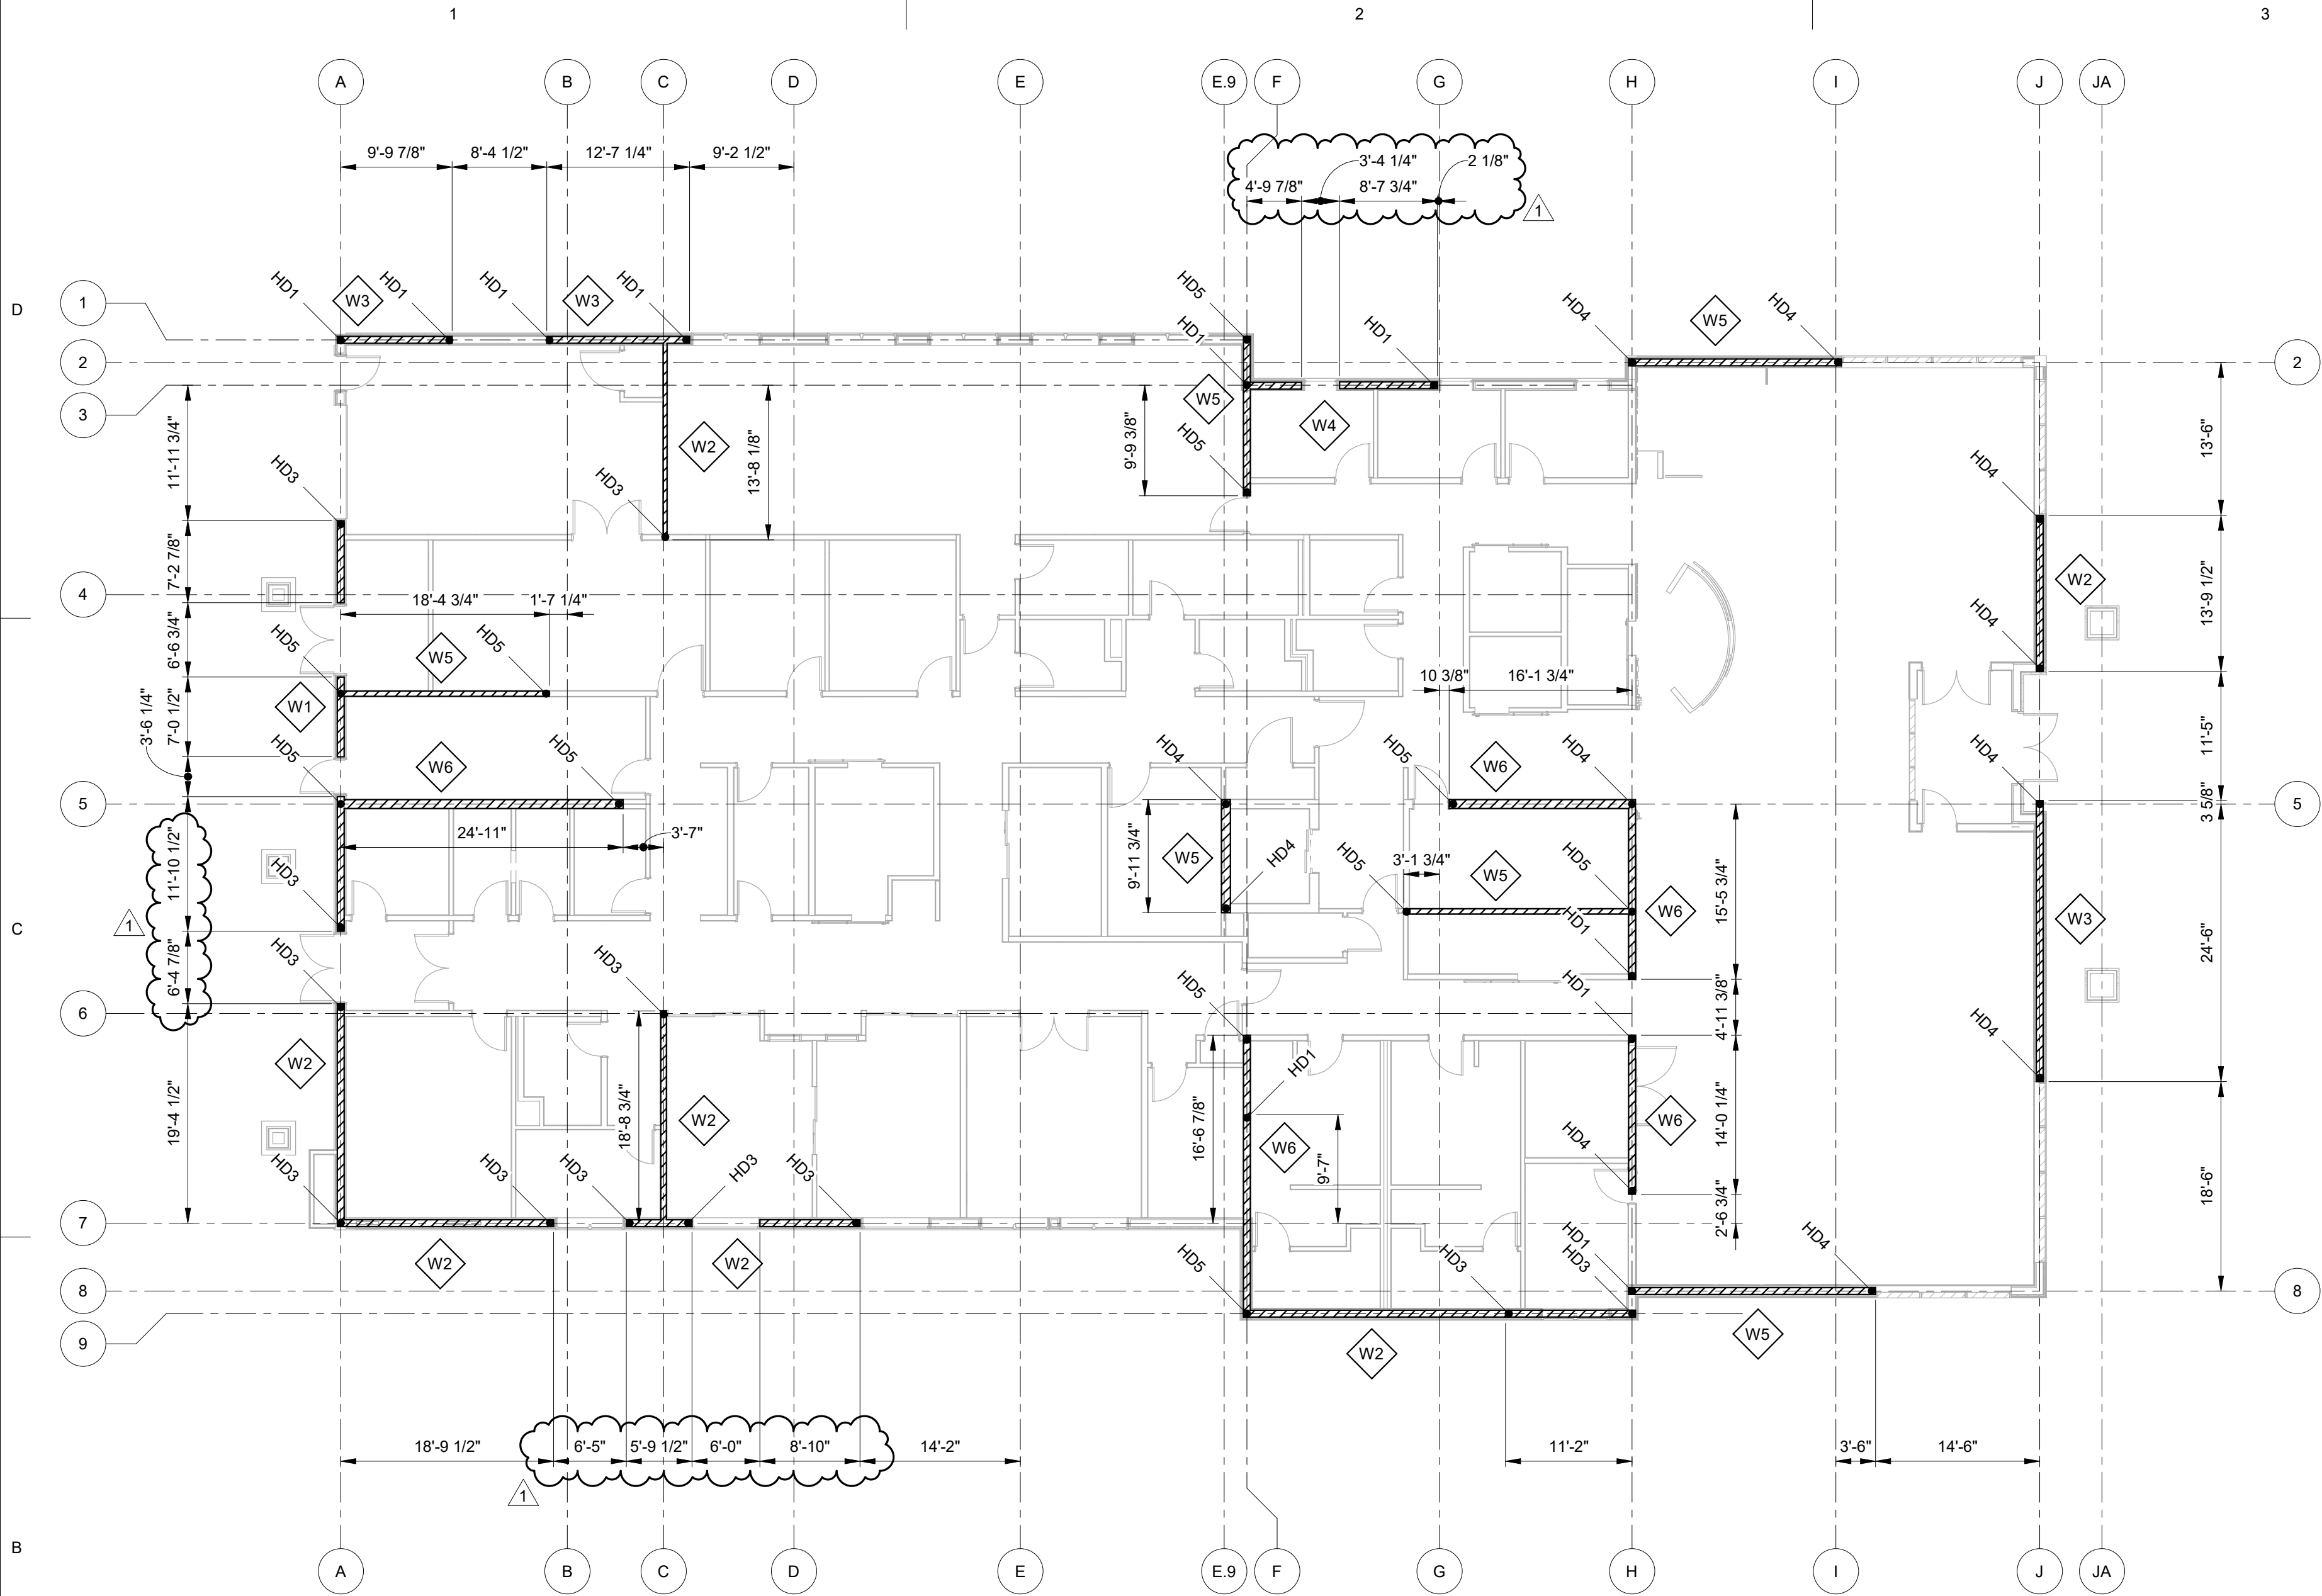 1 2 3
A B C D E E.9 F G H I J JA
9'-9 7/8" 8'-4 1/2" 12'-7 1/4" 9'-2 1/2"
3'-4 1/4" 2 1/8"
4'-9 7/8" 8'-7 3/4"
1
HD1 W3 HD1 HD1 W3 HD1 HD5
D 1 HD1 HD1 HD4 W5 HD4
2 2
3
W5 W4
11'-11 3/4" HD3 HD3 W2 13'-8 1/8" 9'-9 3/8" HD5 HD4 13'-6"
7'-2 7/8" HD4 W2 13'-9 1/2"
4
18'-4 3/4" 1'-7 1/4"
6'-6 3/4" HD5 W5 HD5
10 3/8" 16'-1 3/4"
3'-6 1/4" 7'-0 1/2" W1
HD5 W6 HD5 HD4 HD5 W6 HD4 HD4 11'-5"
5 3 5/8" 5
24'-11" 3'-7"
11'-10 1/2" HD3 9'-11 3/4" W5 HD4 HD5 3'-1 3/4" W5 HD5 15'-5 3/4"
C 1 W6 W3 24'-6"
6'-4 7/8" HD3 HD3 HD1
HD5 HD1 4'-11 3/8" HD4
6
W2 HD1
19'-4 1/2" 18'-8 3/4" W2 16'-6 7/8" W6 9'-7" HD4 W6 14'-0 1/4"
HD3 HD3 HD3 HD3 HD3 18'-6"
7 2'-6 3/4"
W2 W2 HD5 HD3 HD1 HD3 HD4
8 8
9
W2 W5
18'-9 1/2" 6'-5" 5'-9 1/2" 6'-0" 8'-10" 14'-2" 11'-2" 3'-6" 14'-6"
1
B
A B C D E E.9 F G H I J JA